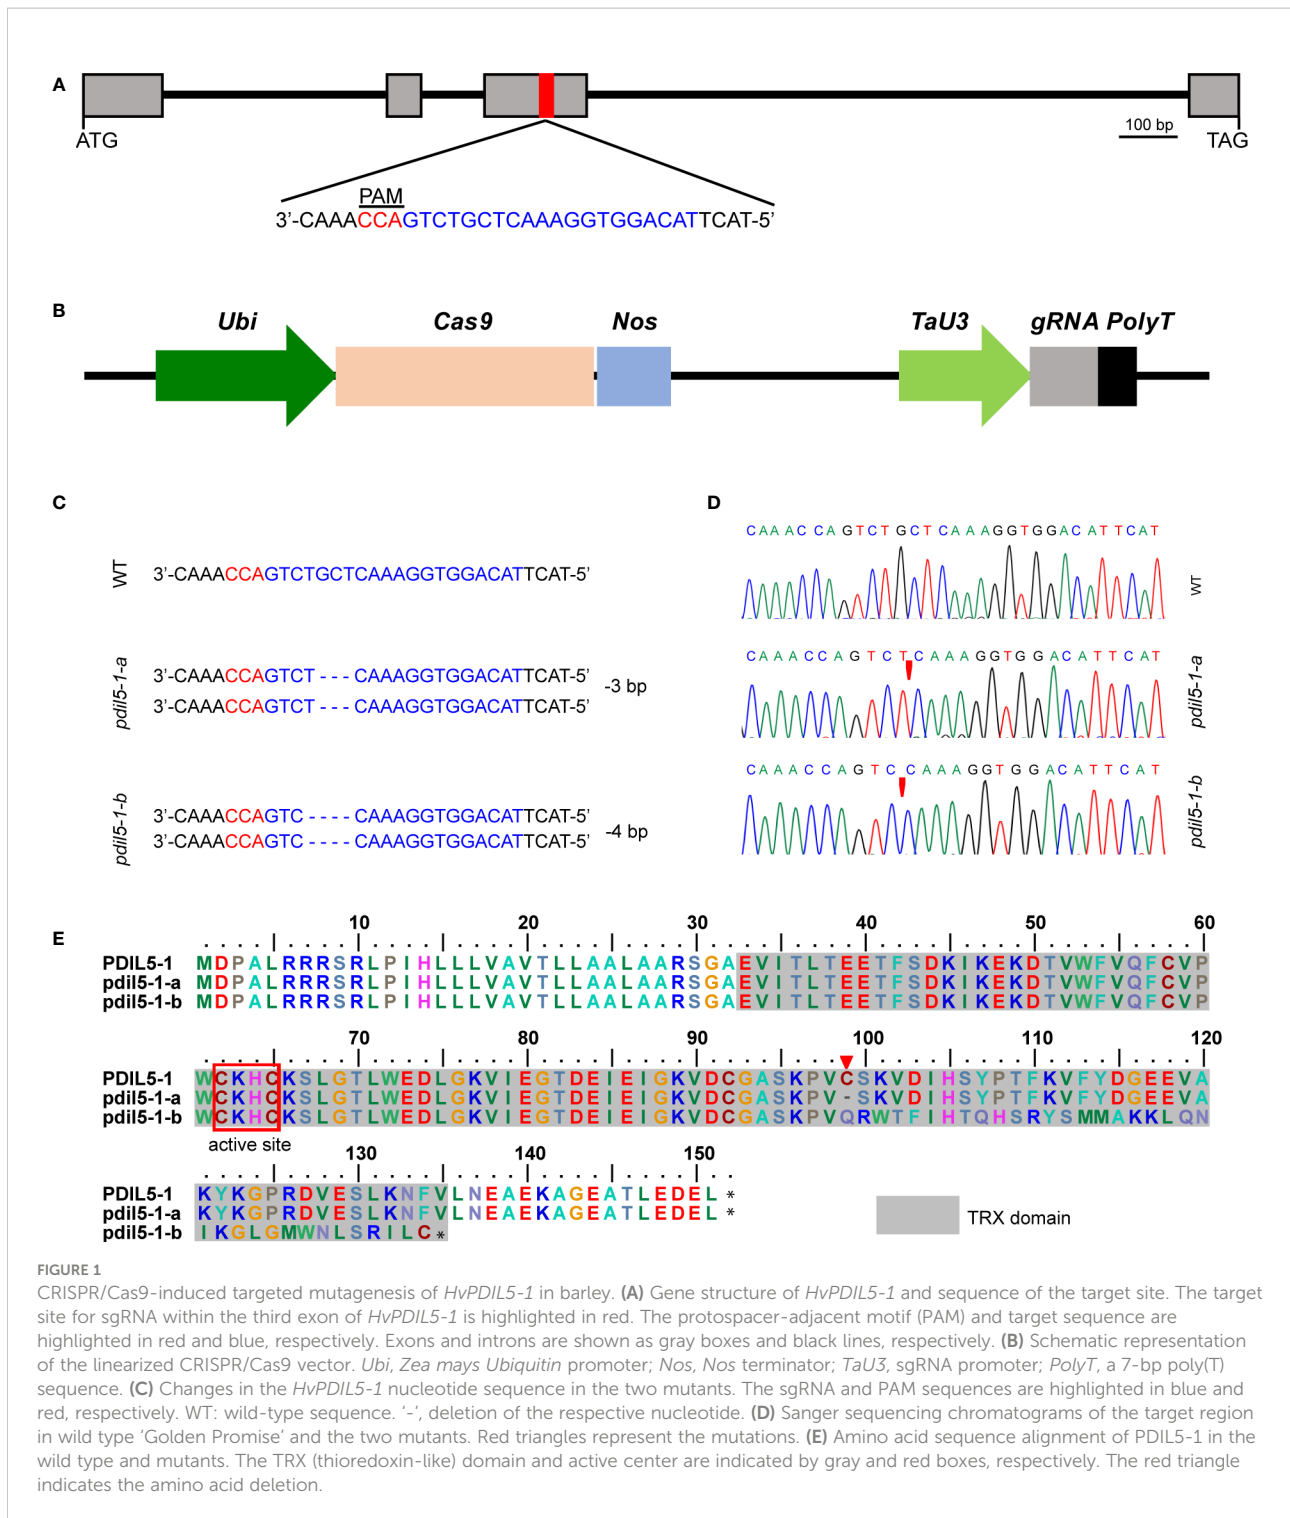 A
ATG
100 bp
TAG
PAM
3’-CAAACCAGTCTGCTCAAAGGTGGACATTCAT-5’
B
Ubi Cas9 Nos TaU3 gRNA PolyT
C
WT
3’-CAAACCAGTCTGCTCAAAGGTGGACATTCAT-5’
pdil5-1-a
3’-CAAACCAGTCT - - - CAAAGGTGGACATTCAT-5’
3’-CAAACCAGTCT - - - CAAAGGTGGACATTCAT-5’
-3 bp
pdil5-1-b
3’-CAAACCAGTC - - - - CAAAGGTGGACATTCAT-5’
3’-CAAACCAGTC - - - - CAAAGGTGGACATTCAT-5’
-4 bp
D
CAAACCAGTCTGCTCAAAGGTGGACATTCAT
WT
CAAACCAGTCTCAAAGGTGGACATTCAT
pdil5-1-a
CAAACCAGTCCAAAGGTGGACATTCAT
pdil5-1-b
E
10 20 30 40 50 60
PDIL5-1 MDPALRRRSRLPIHLLLVAVTLLAALAARSGAEVITLTEETFSDKIKEKDTVWFVQFCVP
pdil5-1-a MDPALRRRSRLPIHLLLVAVTLLAALAARSGAEVITLTEETFSDKIKEKDTVWFVQFCVP
pdil5-1-b MDPALRRRSRLPIHLLLVAVTLLAALAARSGAEVITLTEETFSDKIKEKDTVWFVQFCVP
70 80 90 100 110 120
PDIL5-1 WCKHCKSLGTLWEDLGKVIEGTDEIEIGKVDCGASKPVCSKVDIHSYPTFKVFYDGEEVA
pdil5-1-a WCKHCKSLGTLWEDLGKVIEGTDEIEIGKVDCGASKPV-SKVDIHSYPTFKVFYDGEEVA
pdil5-1-b WCKHCKSLGTLWEDLGKVIEGTDEIEIGKVDCGASKPVQRWTFIHTQHSRYSMMAKKLQN
active site
130 140 150
PDIL5-1 KYKGPRDVESLKNFVLNEAEKAGEATLEDEL*
pdil5-1-a KYKGPRDVESLKNFVLNEAEKAGEATLEDEL*
pdil5-1-b IKGLGMWNLSRILC*
TRX domain
FIGURE 1
CRISPR/Cas9-induced targeted mutagenesis of HvPDIL5-1 in barley. (A) Gene structure of HvPDIL5-1 and sequence of the target site. The target
site for sgRNA within the third exon of HvPDIL5-1 is highlighted in red. The protospacer-adjacent motif (PAM) and target sequence are
highlighted in red and blue, respectively. Exons and introns are shown as gray boxes and black lines, respectively. (B) Schematic representation
of the linearized CRISPR/Cas9 vector. Ubi, Zea mays Ubiquitin promoter; Nos, Nos terminator; TaU3, sgRNA promoter; PolyT, a 7-bp poly(T)
sequence. (C) Changes in the HvPDIL5-1 nucleotide sequence in the two mutants. The sgRNA and PAM sequences are highlighted in blue and
red, respectively. WT: wild-type sequence. ‘-’, deletion of the respective nucleotide. (D) Sanger sequencing chromatograms of the target region
in wild type ‘Golden Promise’ and the two mutants. Red triangles represent the mutations. (E) Amino acid sequence alignment of PDIL5-1 in the
wild type and mutants. The TRX (thioredoxin-like) domain and active center are indicated by gray and red boxes, respectively. The red triangle
indicates the amino acid deletion.